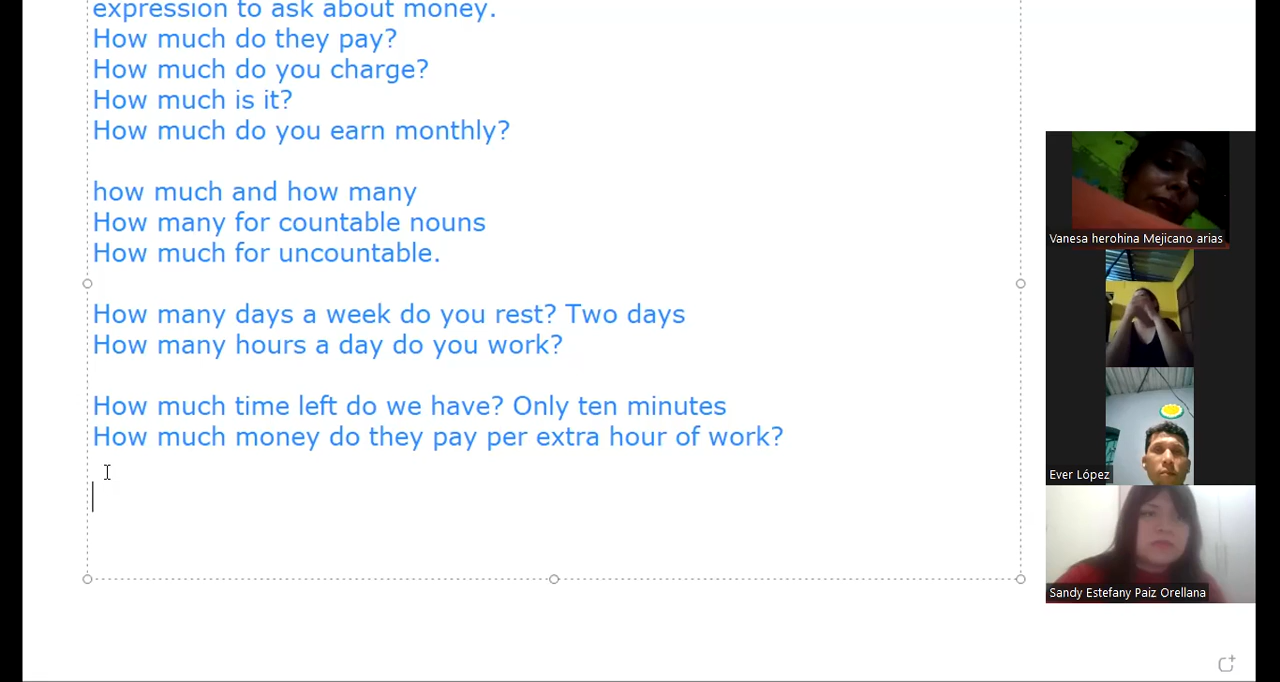 expression to ask about money.
How much do they pay?
How much do you charge?
How much is it?
How much do you earn monthly?
how much and how many
How many for countable nouns
How much for uncountable.
How many days a week do you rest? Two days
How many hours a day do you work?
How much time left do we have? Only ten minutes
How much money do they pay per extra hour of work?
Vanesa herohina Mejicano arias
Ever López
Sandy Estefany Paiz Orellana